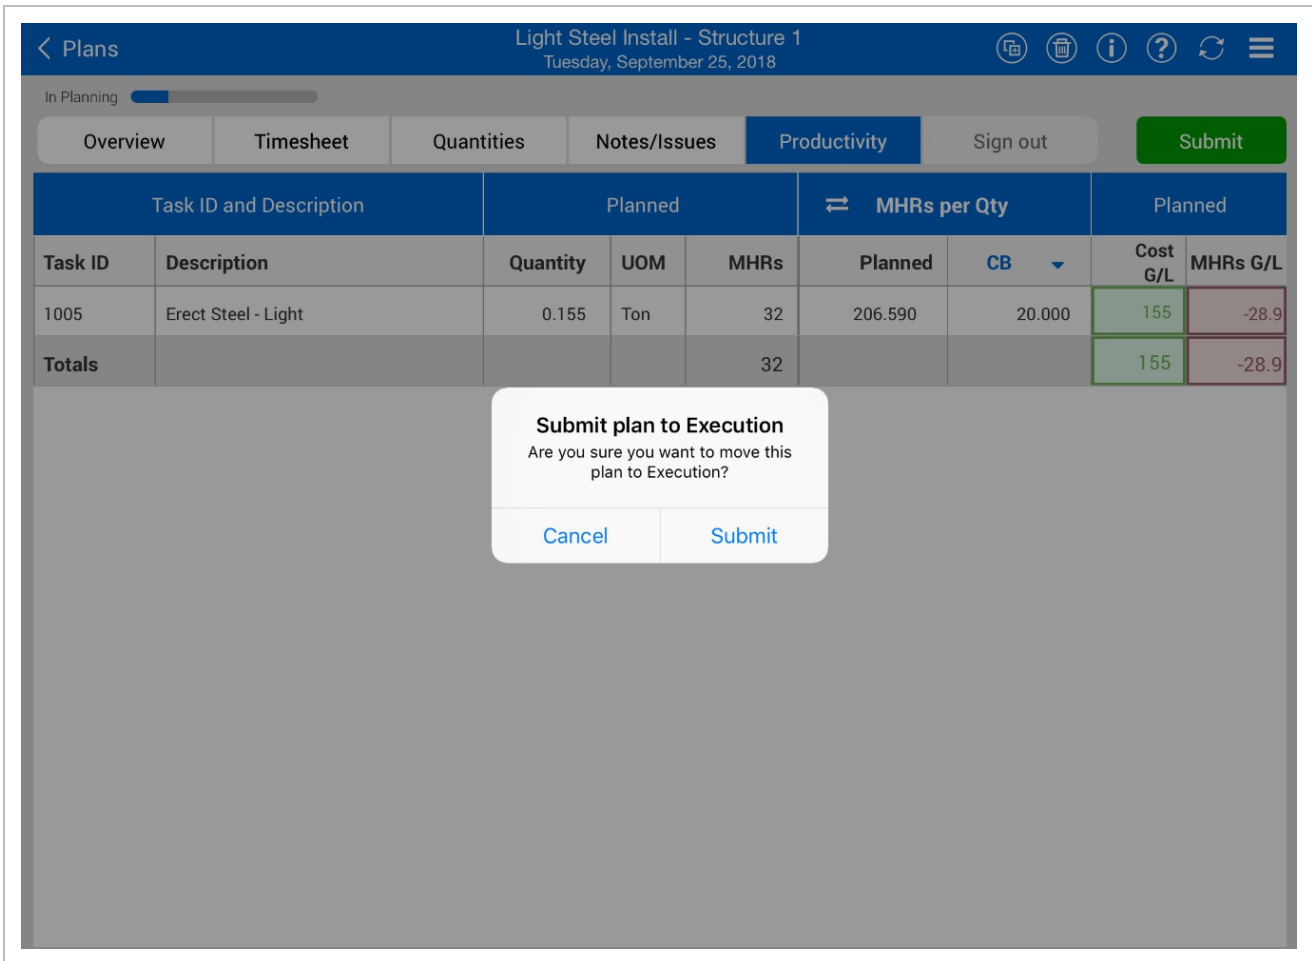 Plans
Light Steel Install - Structure 1
Tuesday, September 25, 2018
In Planning
Overview Timesheet Quantities Notes/Issues Productivity Sign out Submit
Task ID and Description Planned MHRs per Qty Planned
Task ID Description Quantity UOM MHRs Planned CB Cost G/L MHRs G/L
1005 Erect Steel - Light 0.155 Ton 32 206.590 20.000 155 -28.9
Totals 32 155 -28.9
Submit plan to Execution
Are you sure you want to move this
plan to Execution?
Cancel Submit